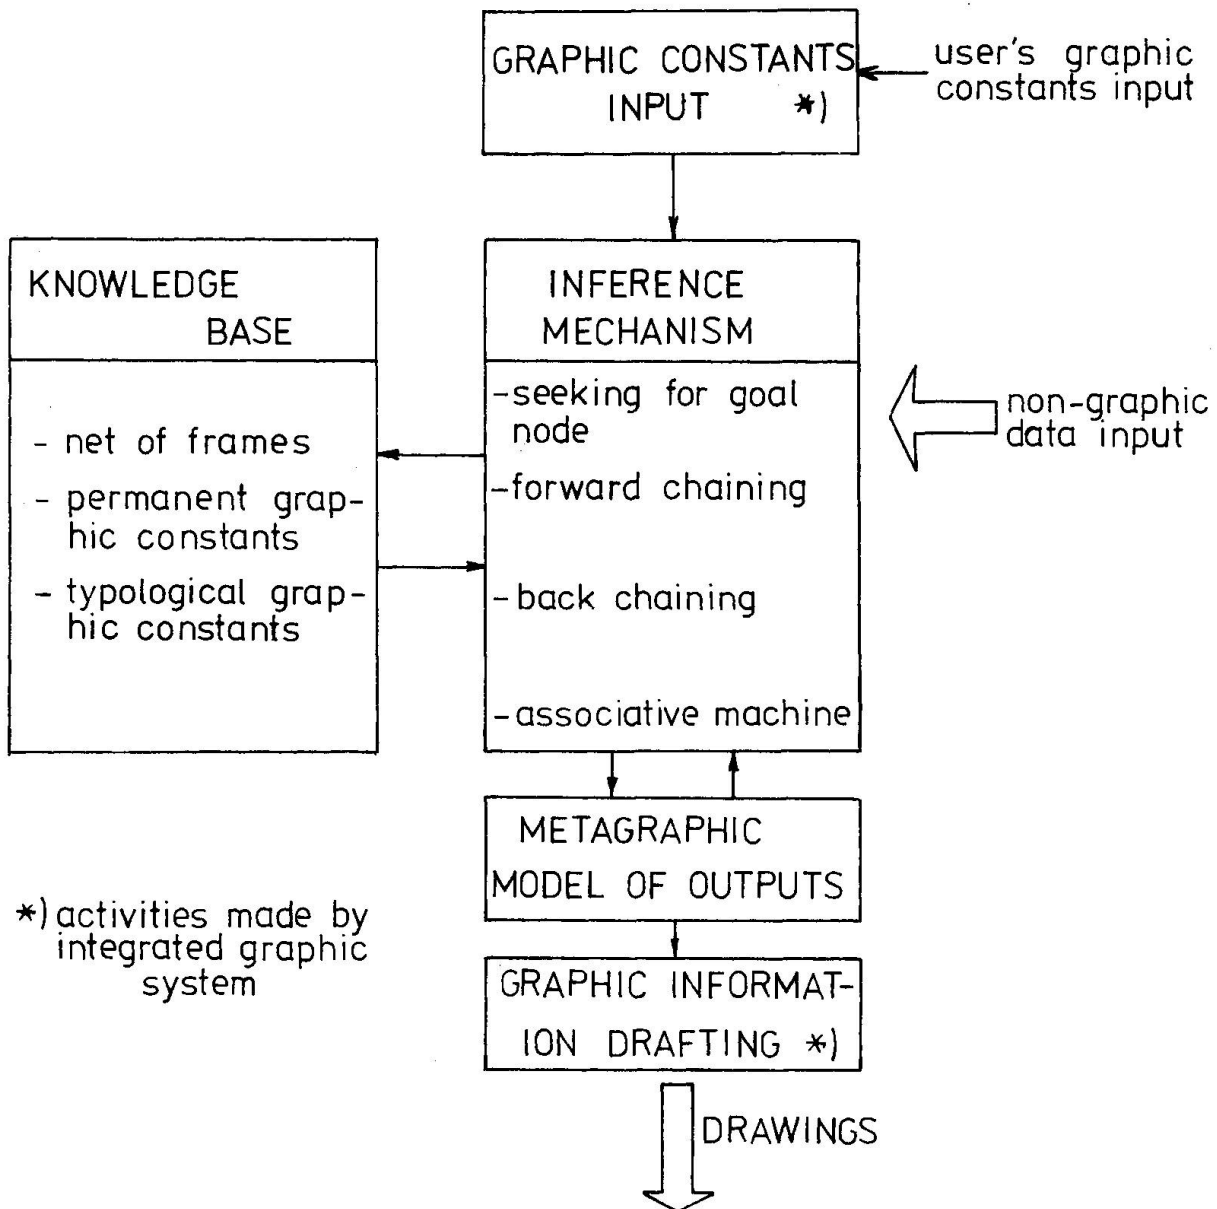 GRAPHIC CONSTANTS
INPUT *)
user's graphic
constants input
KNOWLEDGE
BASE
- net of frames
- permanent grap-
hic constants
- typological grap-
hic constants
INFERENCE
MECHANISM
-seeking for goal
node
-forward chaining
-back chaining
-associative machine
non-graphic
data input
METAGRAPHIC
MODEL OF OUTPUTS
*) activities made by
integrated graphic
system
GRAPHIC INFORMAT-
ION DRAFTING *)
DRAWINGS